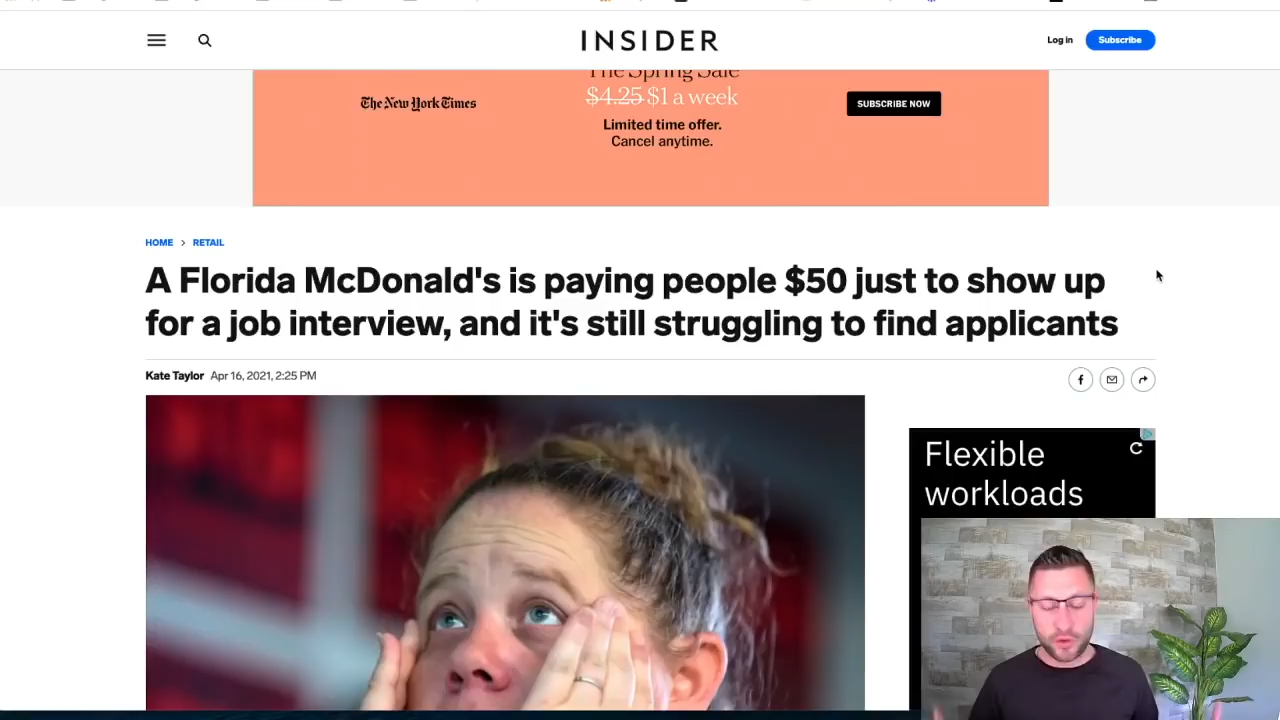 INSIDER
Log in
Subscribe
The Spring Sale
The New York Times
$4.25 $1 a week
SUBSCRIBE NOW
Limited time offer.
Cancel anytime.
HOME > RETAIL
A Florida McDonald's is paying people $50 just to show up
for a job interview, and it's still struggling to find applicants
Kate Taylor Apr 16, 2021, 2:25 PM
Flexible
workloads